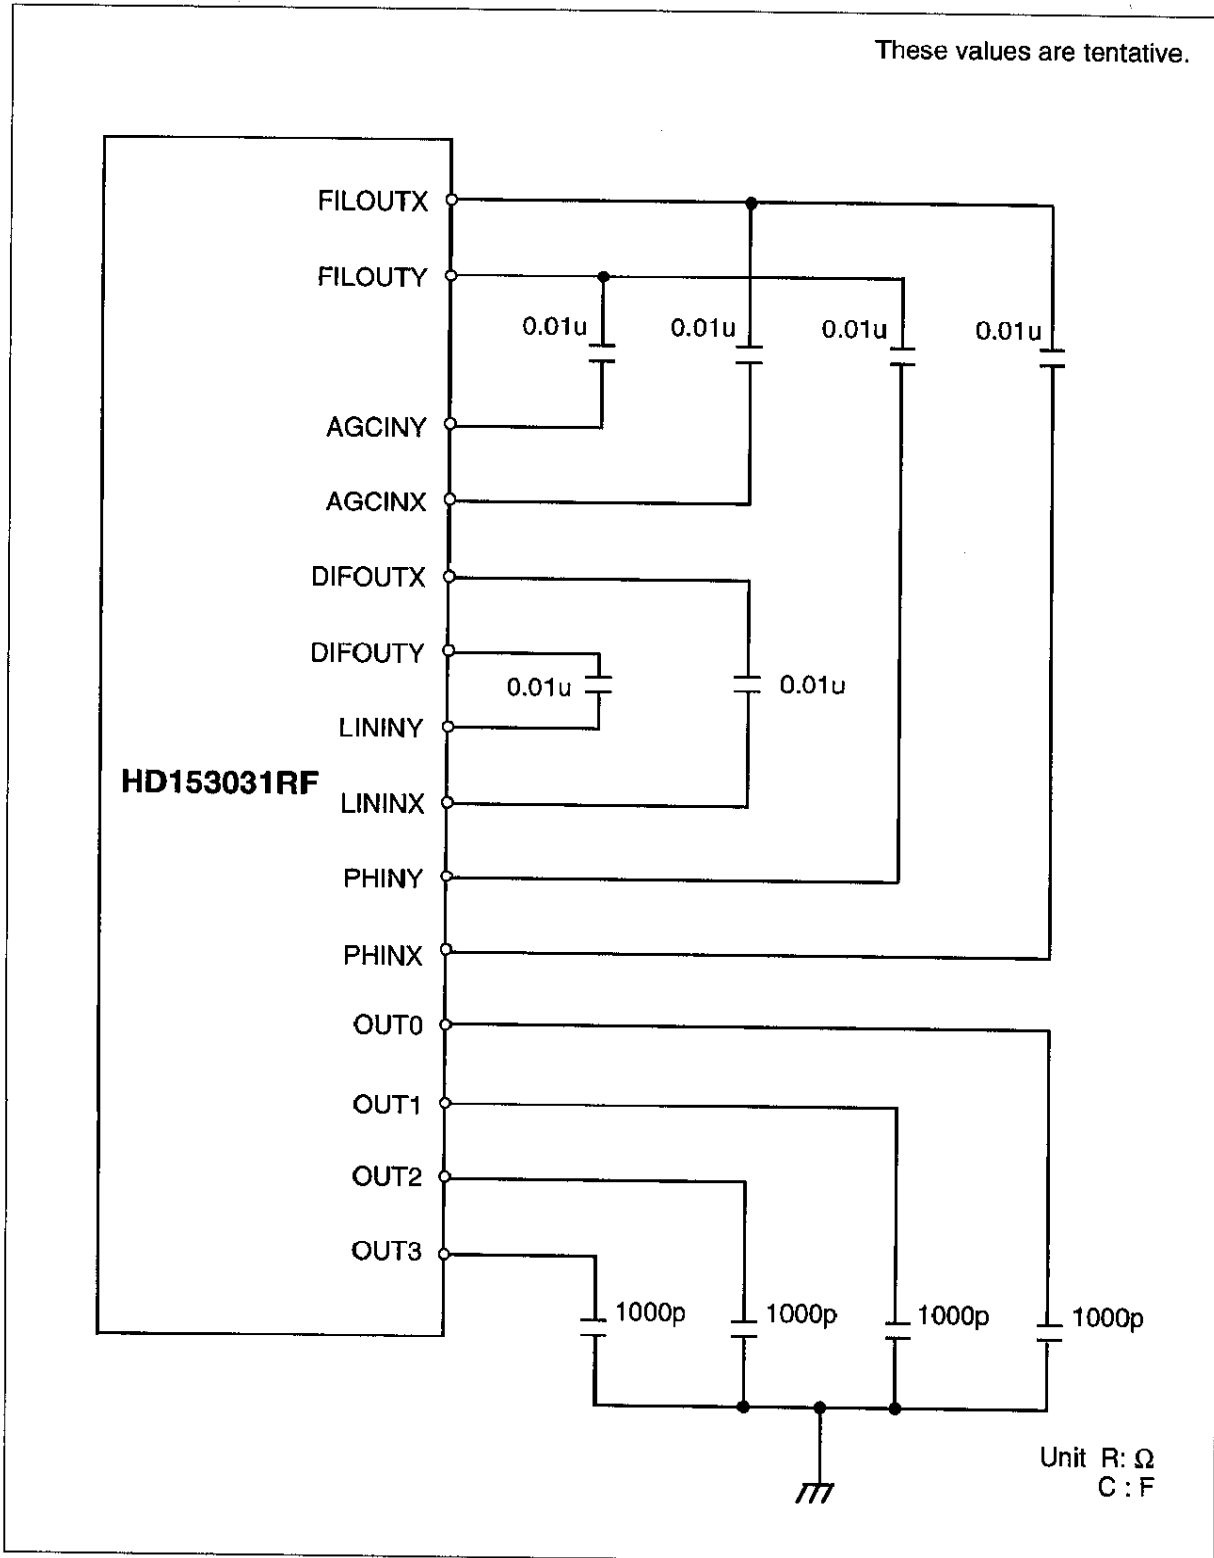 These values are tentative.
FILOUTX
FILOUTY
0.01u 0.01u 0.01u 0.01u
AGCINY
AGCINX
DIFOUTX
DIFOUTY
0.01u 0.01u
LININY
HD153031RF
LININX
PHINY
PHINX
OUT0
OUT1
OUT2
OUT3
1000p 1000p 1000p 1000p
Unit R: Ω
C : F